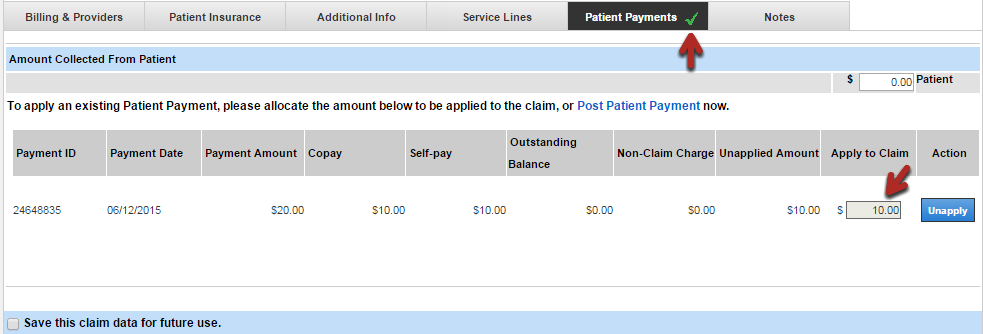 Billing & Providers Patient Insurance Additional Info Service Lines Patient Payments Notes
Amount Collected From Patient
$ 0.00 Patient
To apply an existing Patient Payment, please allocate the amount below to be applied to the claim, or Post Patient Payment now.
Payment ID Payment Date Payment Amount Copay Self-pay Outstanding Balance Non-Claim Charge Unapplied Amount Apply to Claim Action
24648835 06/12/2015 $20.00 $10.00 $10.00 $0.00 $0.00 $10.00 $ 10.00 Unapply
Save this claim data for future use.